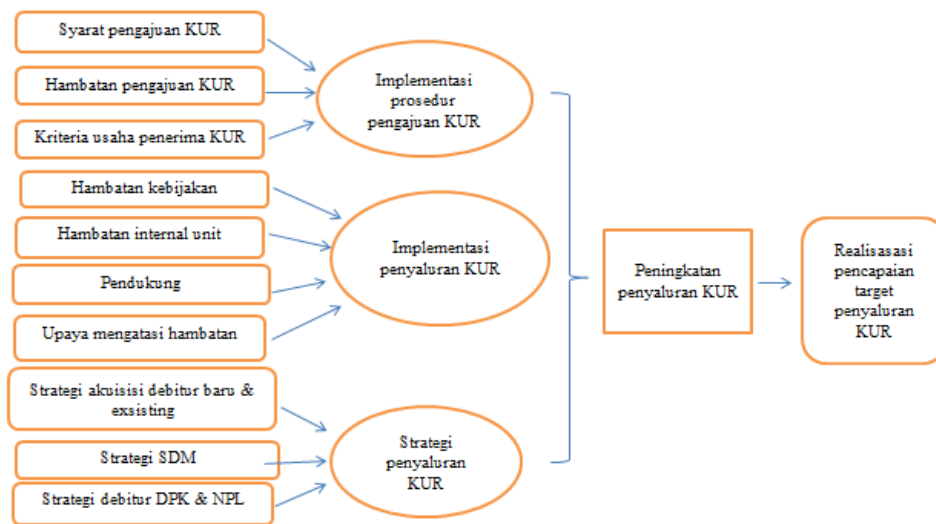 Syarat pengajuan KUR
Hambatan pengajuan KUR
Kriteria usaha penerima KUR
Implementasi
prosedur
pengajuan KUR
Hambatan kebijakan
Hambatan internal unit
Pendukung
Upaya mengatasi hambatan
Implementasi
penyaluran KUR
Strategi akuisisi debitur baru &
exsisting
Strategi SDM
Strategi debitur DPK & NPL
Strategi
penyaluran
KUR
Peningkatan
penyaluran KUR
Realisasasi
pencapaian
target
penyaluran
KUR